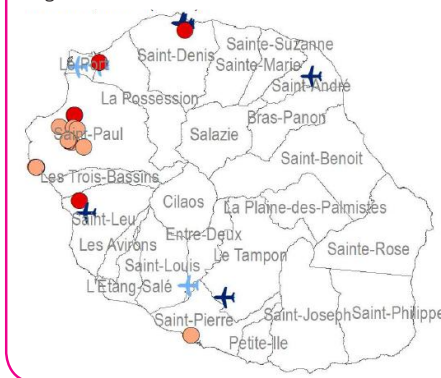 Sainte-Suzanne
Saint-Denis
Le Port
Sainte-Marie
Saint-André
La Possession
Bras-Panon
Saint-Paul
Salazie
Saint-Benoit
Les Trois-Bassins
Cilaos
La Plaine-des-Palmistes
Saint-Leu
Entre-Deux
Les Avirons
Sainte-Rose
Le Tampon
Saint-Louis
L'Etang-Salé
Saint-Pierre
Saint-Joseph
Saint-Philippe
Petite-Ile